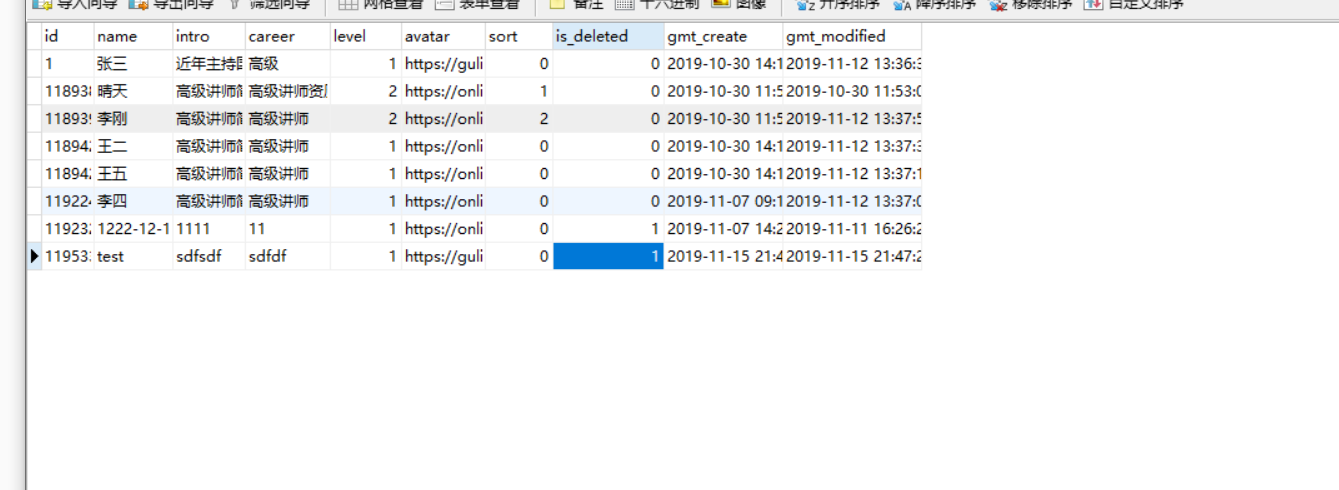 导入向导 导出向导 筛选向导 网格查看 表单查看 备注 十六进制 图像 升序排序 降序排序 移除排序 自定义排序
id name intro career level avatar sort is_deleted gmt_create gmt_modified
1 张三 近年主持 高级 1 https://guli 0 0 2019-10-30 14:1 2019-11-12 13:36:3
11893 晴天 高级讲师 高级讲师资 2 https://onli 1 0 2019-10-30 11:5 2019-10-30 11:53:0
11893 李刚 高级讲师 高级讲师 2 https://onli 2 0 2019-10-30 11:5 2019-11-12 13:37:5
11894 王二 高级讲师 高级讲师 1 https://onli 0 0 2019-10-30 14:1 2019-11-12 13:37:3
11894 王五 高级讲师 高级讲师 1 https://onli 0 0 2019-10-30 14:1 2019-11-12 13:37:1
11922 李四 高级讲师 高级讲师 1 https://onli 0 0 2019-11-07 09:1 2019-11-12 13:37:0
11923 1222-12-1 1111 11 1 https://onli 0 1 2019-11-07 14:2 2019-11-11 16:26:2
11953 test sdfsdf sdfdf 1 https://guli 0 1 2019-11-15 21:4 2019-11-15 21:47:2